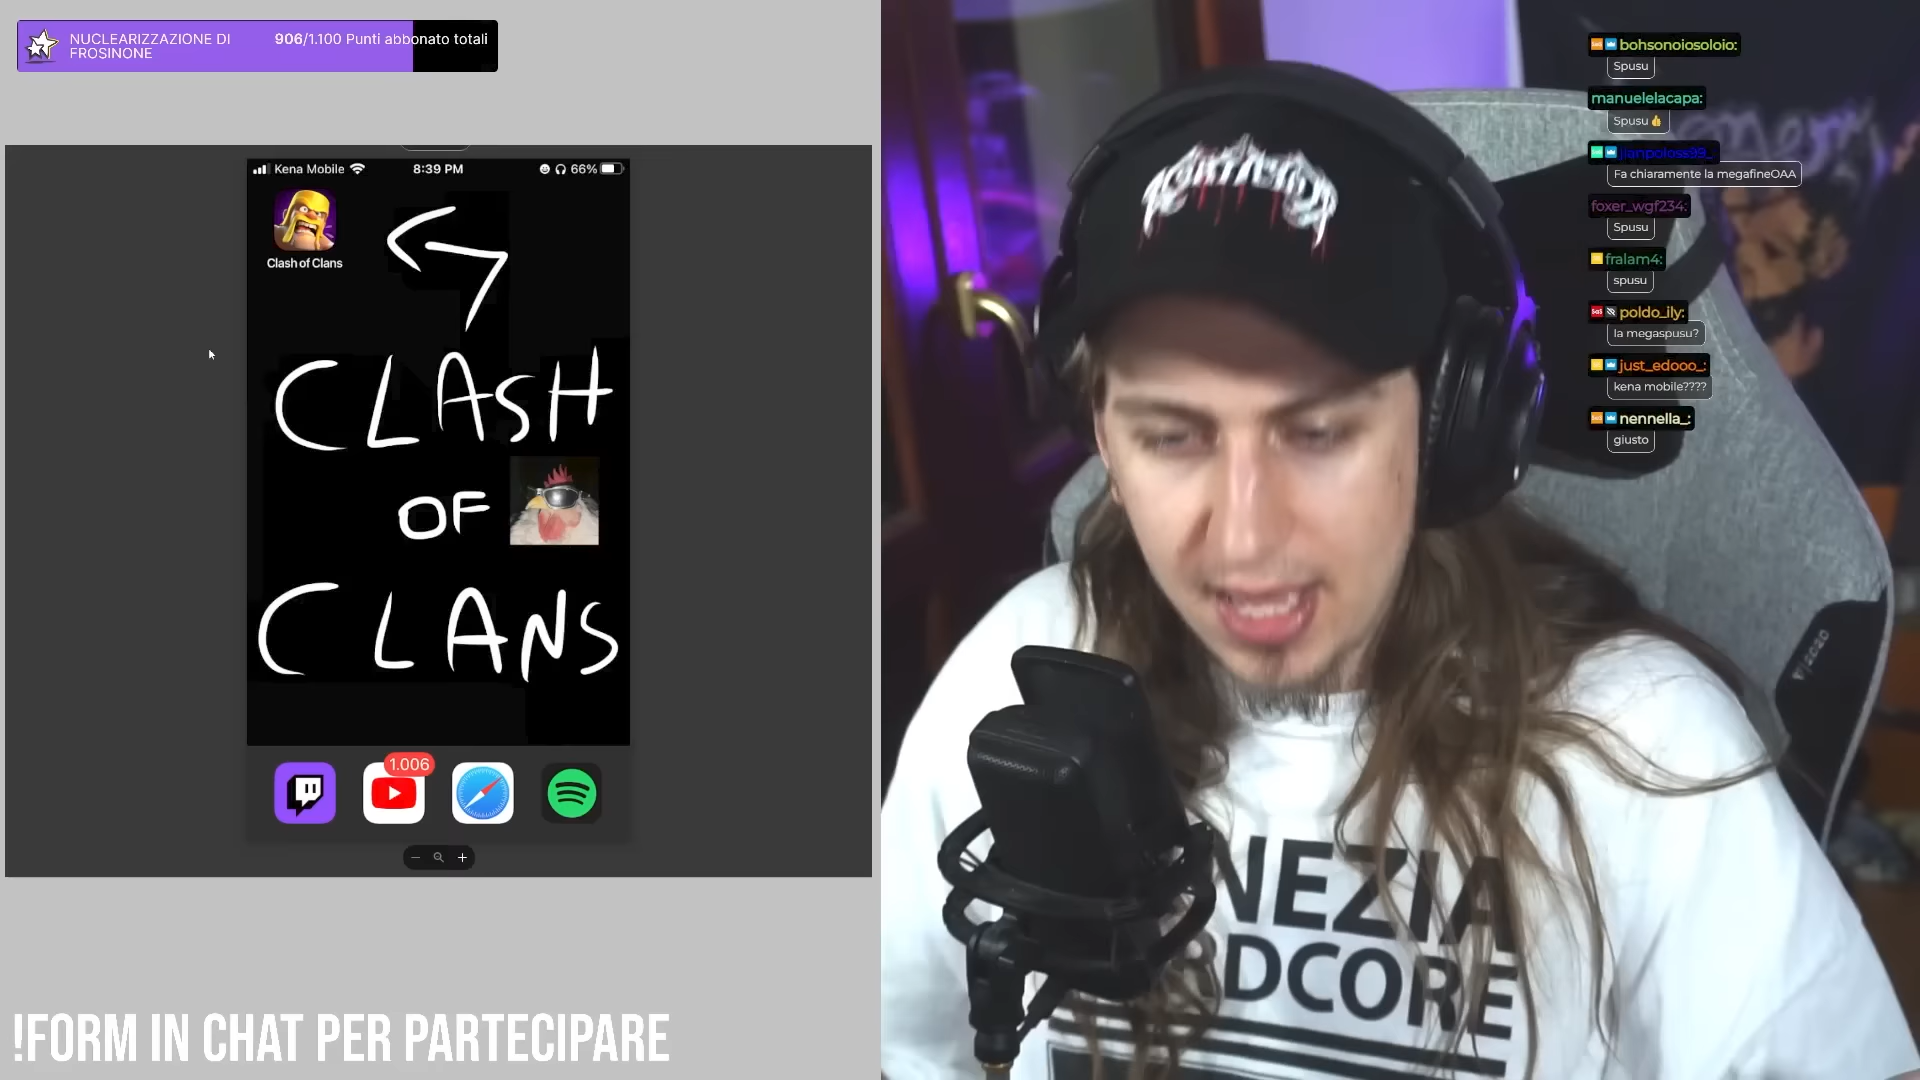 NUCLEARIZZAZIONE DI
FROSINONE
906/1.100 Punti abbonato totali
Kena Mobile
8:39 PM
66%
Clash of Clans
CLASH
OF
CLANS
1.006
!FORM IN CHAT PER PARTECIPARE
bohsonoiosoloio:
Spusu
manuelelacapa:
Spusu👍
jjanpoloss99_
Fa chiaramente la megafineOAA
foxer_wgf234:
Spusu
fralam4:
spusu
poldo_ily:
la megaspusu?
just_edooo_:
kena mobile????
nennella_:
giusto
NEZIA
RDCORE